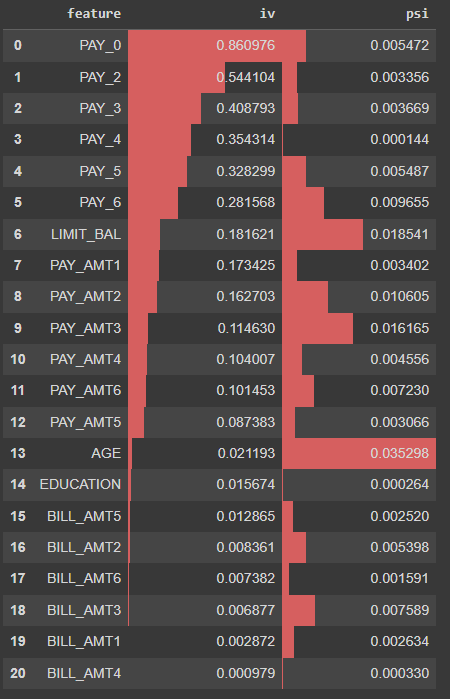 feature iv psi
0 PAY_0 0.860976 0.005472
1 PAY_2 0.544104 0.003356
2 PAY_3 0.408793 0.003669
3 PAY_4 0.354314 0.000144
4 PAY_5 0.328299 0.005487
5 PAY_6 0.281568 0.009655
6 LIMIT_BAL 0.181621 0.018541
7 PAY_AMT1 0.173425 0.003402
8 PAY_AMT2 0.162703 0.010605
9 PAY_AMT3 0.114630 0.016165
10 PAY_AMT4 0.104007 0.004556
11 PAY_AMT6 0.101453 0.007230
12 PAY_AMT5 0.087383 0.003066
13 AGE 0.021193 0.035298
14 EDUCATION 0.015674 0.000264
15 BILL_AMT5 0.012865 0.002520
16 BILL_AMT2 0.008361 0.005398
17 BILL_AMT6 0.007382 0.001591
18 BILL_AMT3 0.006877 0.007589
19 BILL_AMT1 0.002872 0.002634
20 BILL_AMT4 0.000979 0.000330